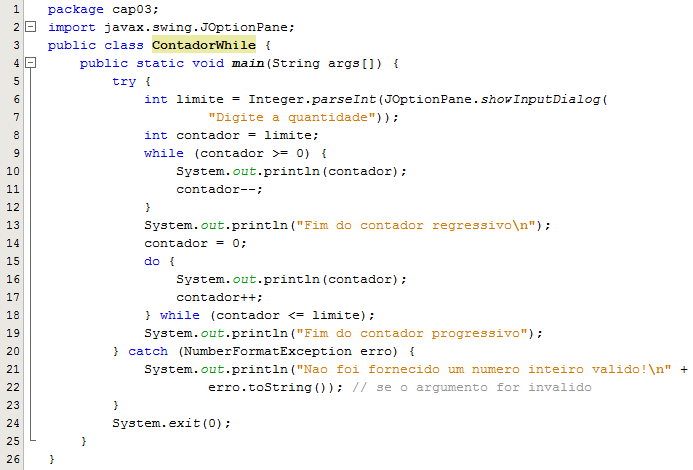 1 package cap03;
2 import javax.swing.JOptionPane;
3 public class ContadorWhile {
4     public static void main(String args[]) {
5         try {
6             int limite = Integer.parseInt(JOptionPane.showInputDialog(
7                     "Digite a quantidade"));
8             int contador = limite;
9             while (contador >= 0) {
10                 System.out.println(contador);
11                 contador--;
12             }
13             System.out.println("Fim do contador regressivo\n");
14             contador = 0;
15             do {
16                 System.out.println(contador);
17                 contador++;
18             } while (contador <= limite);
19             System.out.println("Fim do contador progressivo");
20         } catch (NumberFormatException erro) {
21             System.out.println("Nao foi fornecido um numero inteiro valido!\n" +
22                     erro.toString()); // se o argumento for invalido
23         }
24         System.exit(0);
25     }
26 }